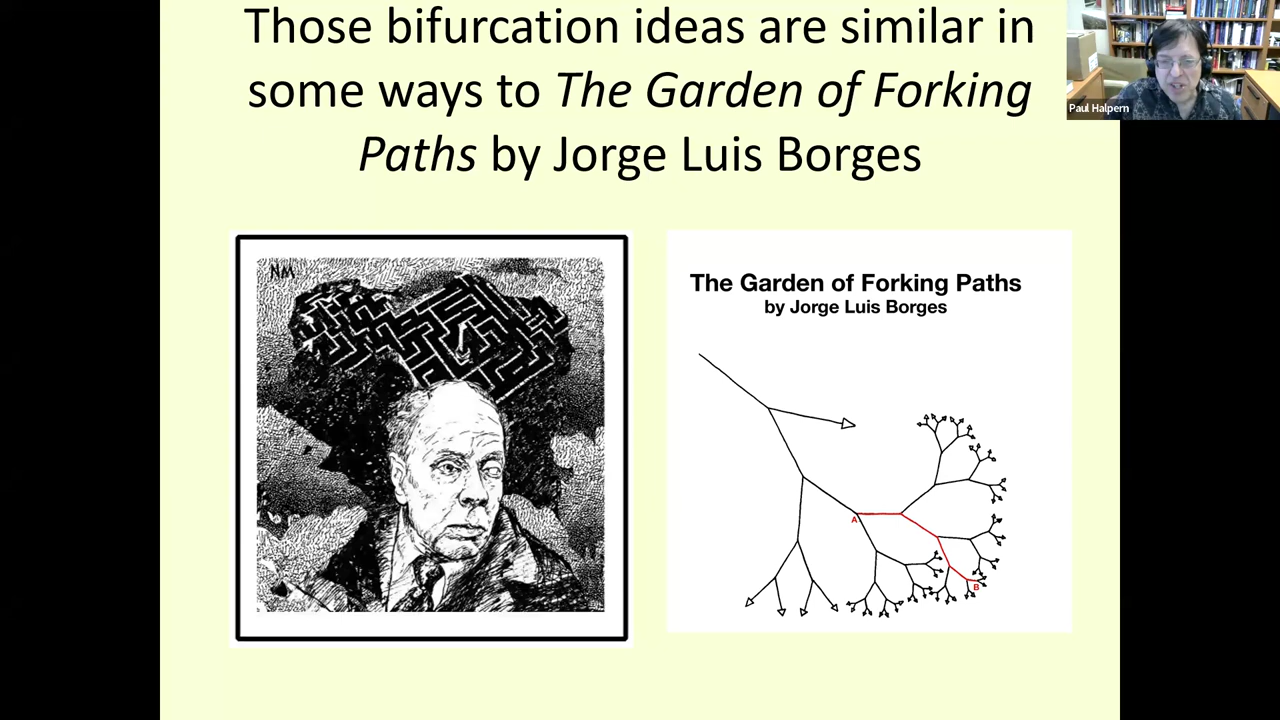 Those bifurcation ideas are similar in
some ways to The Garden of Forking
Paths by Jorge Luis Borges
Paul Halpern
NM
The Garden of Forking Paths
by Jorge Luis Borges
A
B